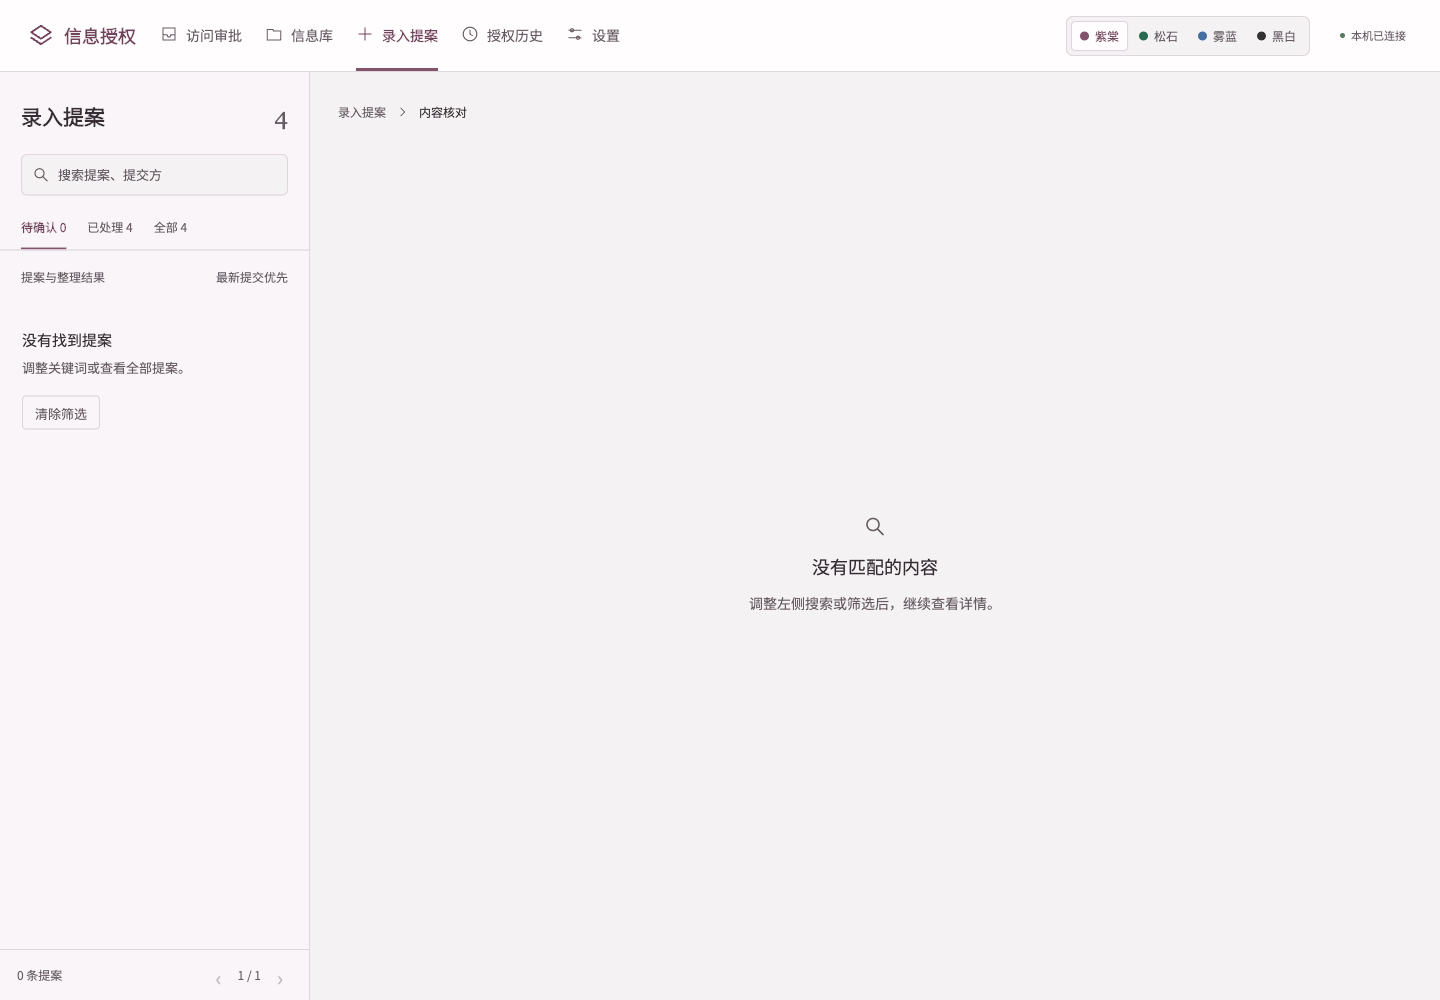 信息授权
访问审批
信息库
录入提案
授权历史
设置
紫棠
松石
雾蓝
黑白
本机已连接
录入提案
4
搜索提案、提交方
待确认 0
已处理 4
全部 4
提案与整理结果
最新提交优先
没有找到提案
调整关键词或查看全部提案。
清除筛选
0 条提案
‹ 1 / 1 ›
录入提案 > 内容核对
没有匹配的内容
调整左侧搜索或筛选后，继续查看详情。